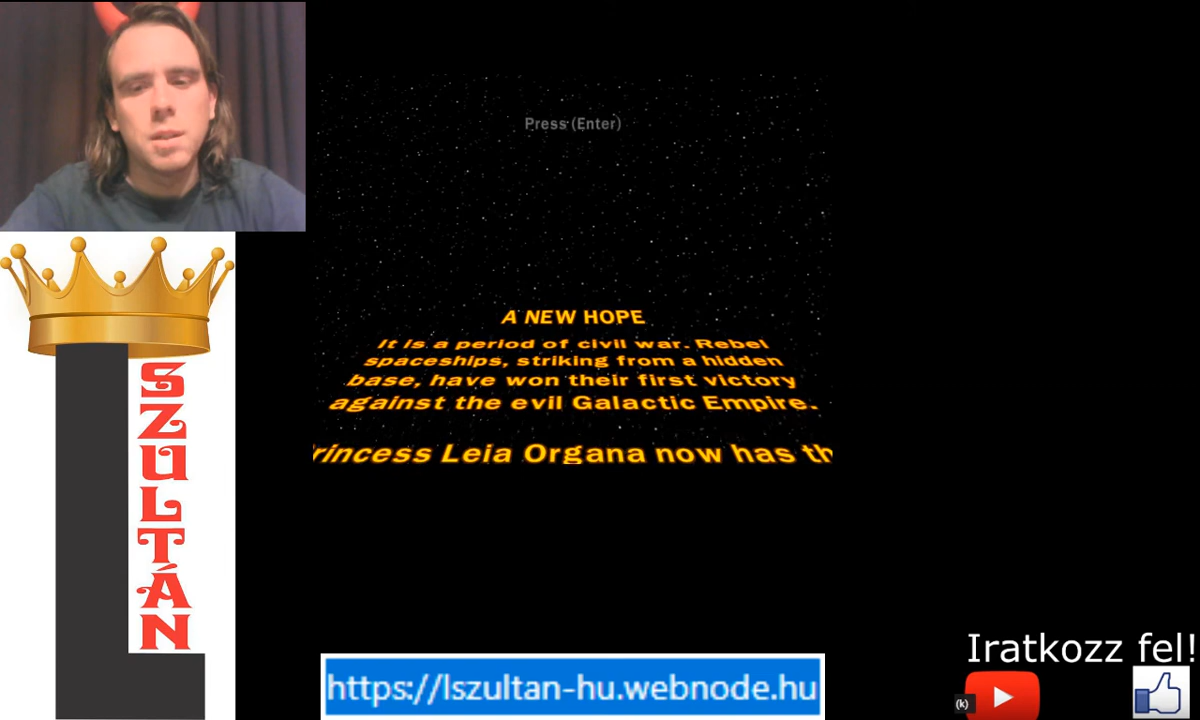 Press (Enter)
A NEW HOPE
It is a period of civil war. Rebel
spaceships, striking from a hidden
base, have won their first victory
against the evil Galactic Empire.
rincess Leia Organa now has th
L
SZULTÁN
https://lszultan-hu.webnode.hu
Iratkozz fel!
(k)